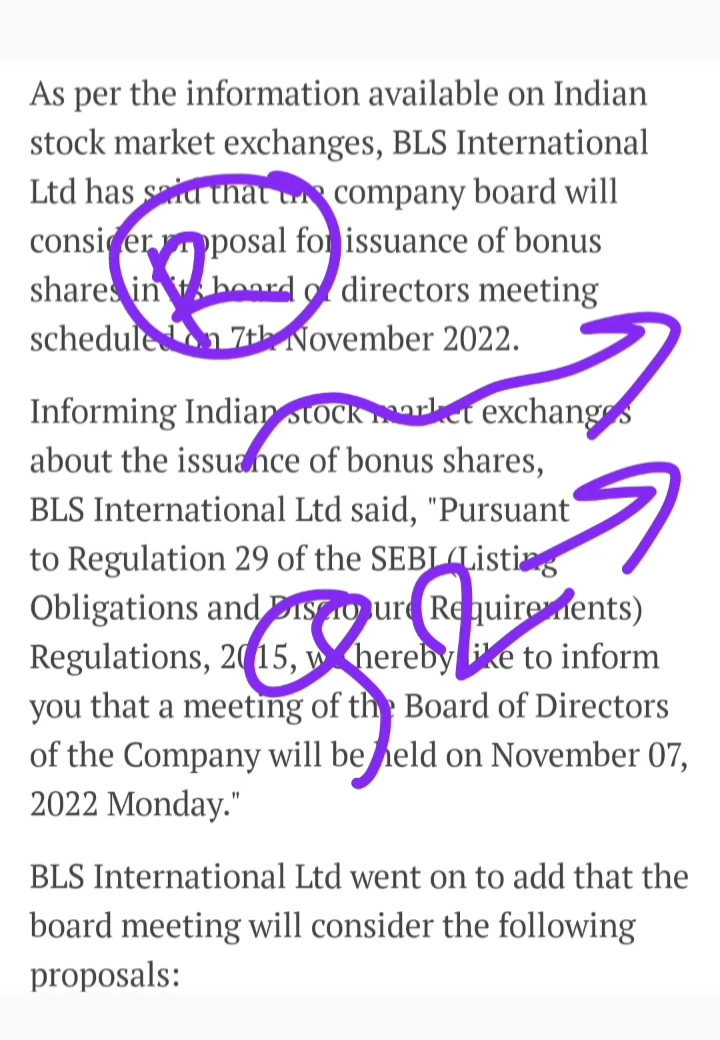 As per the information available on Indian
stock market exchanges, BLS International
Ltd has said that the company board will
consider proposal for issuance of bonus
shares in its board of directors meeting
scheduled on 7th November 2022.
Informing Indian stock market exchanges
about the issuance of bonus shares,
BLS International Ltd said, "Pursuant
to Regulation 29 of the SEBI (Listing
Obligations and Disclosure Requirements)
Regulations, 2015, we hereby like to inform
you that a meeting of the Board of Directors
of the Company will be held on November 07,
2022 Monday."
BLS International Ltd went on to add that the
board meeting will consider the following
proposals: